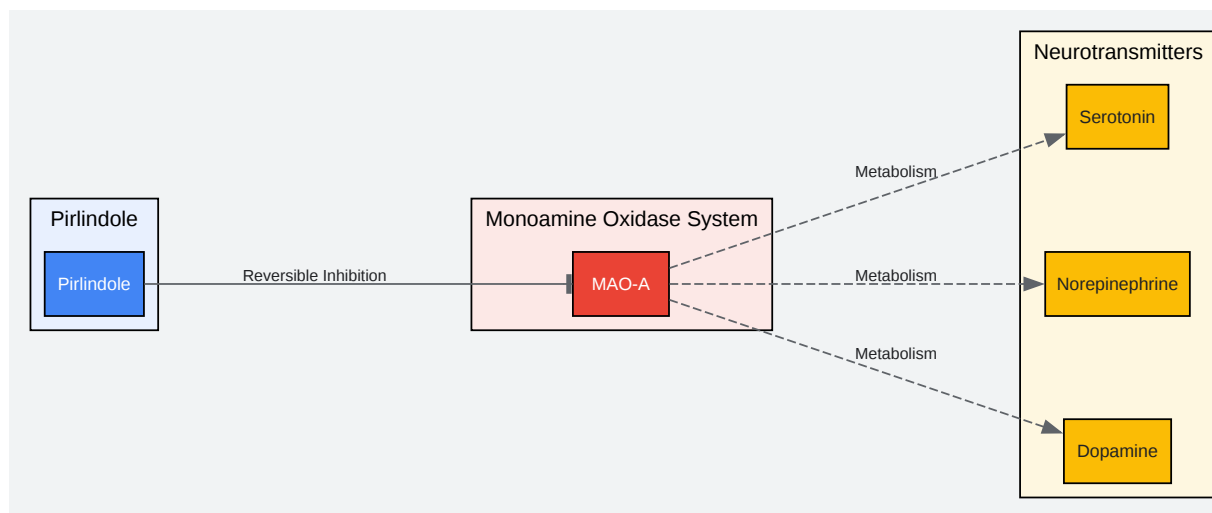 Pirlindole
Pirlindole
Reversible Inhibition
Monoamine Oxidase System
MAO-A
Metabolism
Metabolism
Metabolism
Neurotransmitters
Serotonin
Norepinephrine
Dopamine